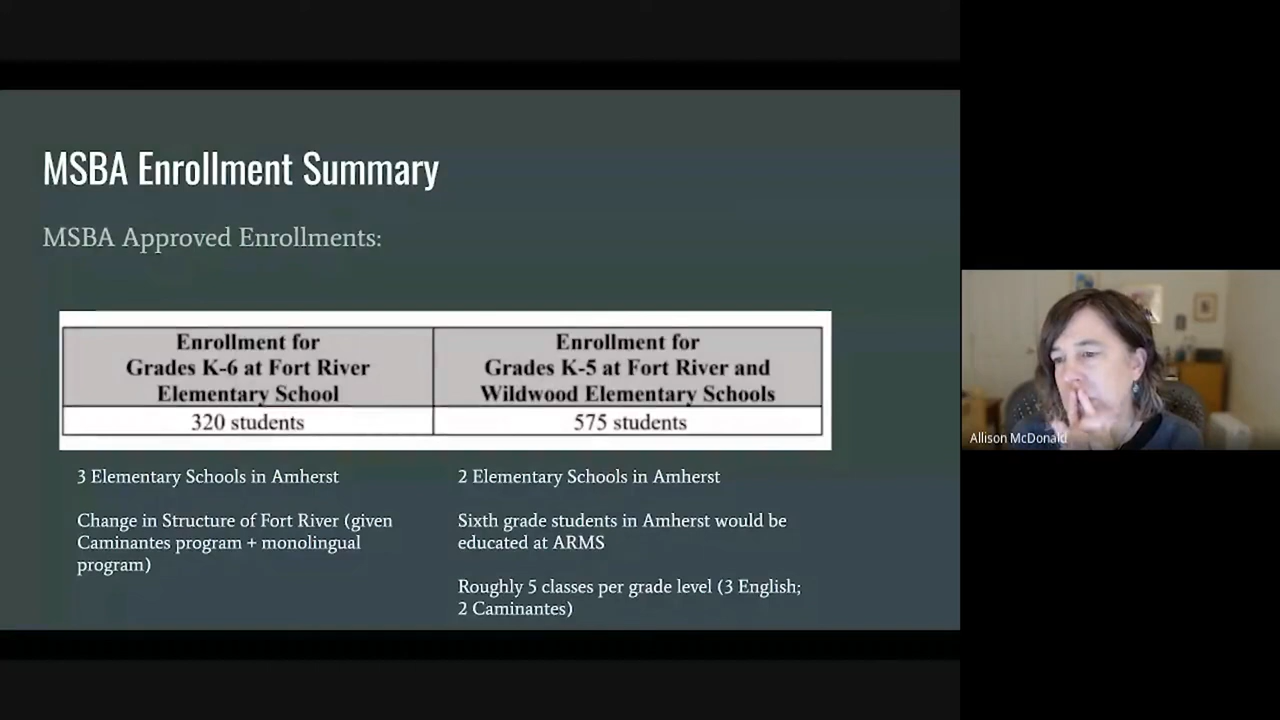 MSBA Enrollment Summary
MSBA Approved Enrollments:
Enrollment for
Grades K-6 at Fort River
Elementary School
Enrollment for
Grades K-5 at Fort River and
Wildwood Elementary Schools
320 students
575 students
3 Elementary Schools in Amherst
Change in Structure of Fort River (given
Caminantes program + monolingual
program)
2 Elementary Schools in Amherst
Sixth grade students in Amherst would be
educated at ARMS
Roughly 5 classes per grade level (3 English;
2 Caminantes)
Allison McDonald